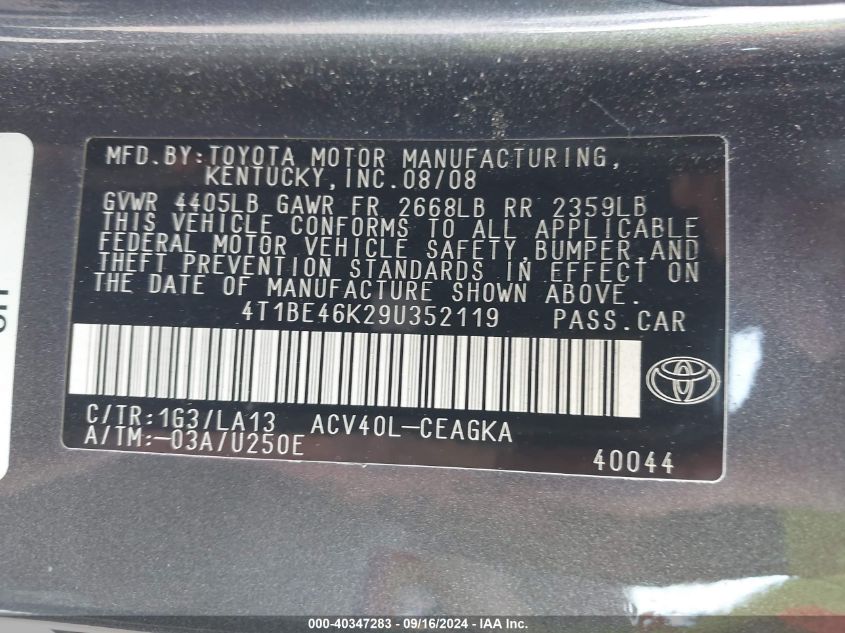 MFD.BY:TOYOTA MOTOR MANUFACTURING,
KENTUCKY,INC.08/08
GVWR 4405LB GAWR FR 2668LB RR 2359LB
THIS VEHICLE CONFORMS TO ALL APPLICABLE
FEDERAL MOTOR VEHICLE SAFETY,BUMPER,AND
THEFT PREVENTION STANDARDS IN EFFECT ON
THE DATE OF MANUFACTURE SHOWN ABOVE.
4T1BE46K29U352119 PASS.CAR
C/TR:1G3/LA13 ACV40L-CEAGKA
A/TM:-03A/U250E
40044
000-40347283 - 09/16/2024 - IAA Inc.